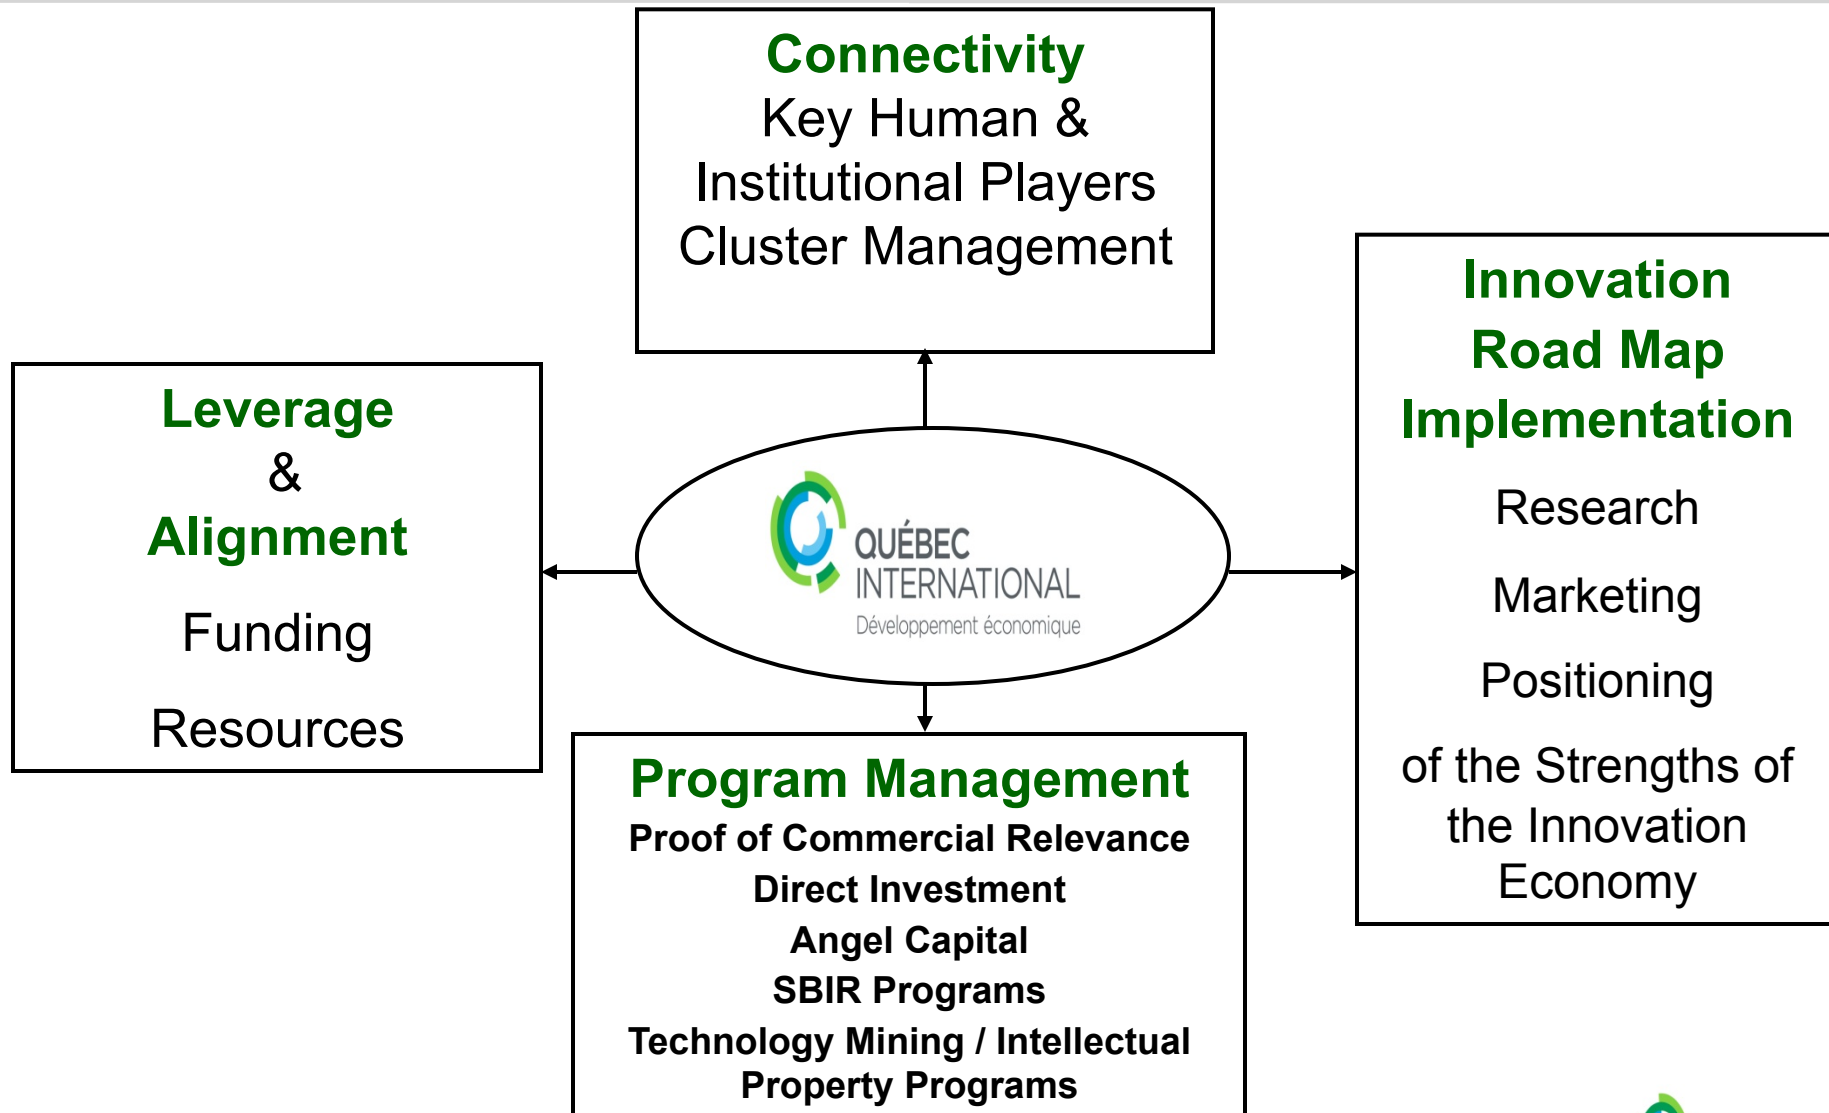 Connectivity
Key Human &
Institutional Players
Cluster Management
Leverage
&
Alignment
Funding
Resources
QUÉBEC
INTERNATIONAL
Développement économique
Innovation
Road Map
Implementation
Research
Marketing
Positioning
of the Strengths of
the Innovation
Economy
Program Management
Proof of Commercial Relevance
Direct Investment
Angel Capital
SBIR Programs
Technology Mining / Intellectual
Property Programs